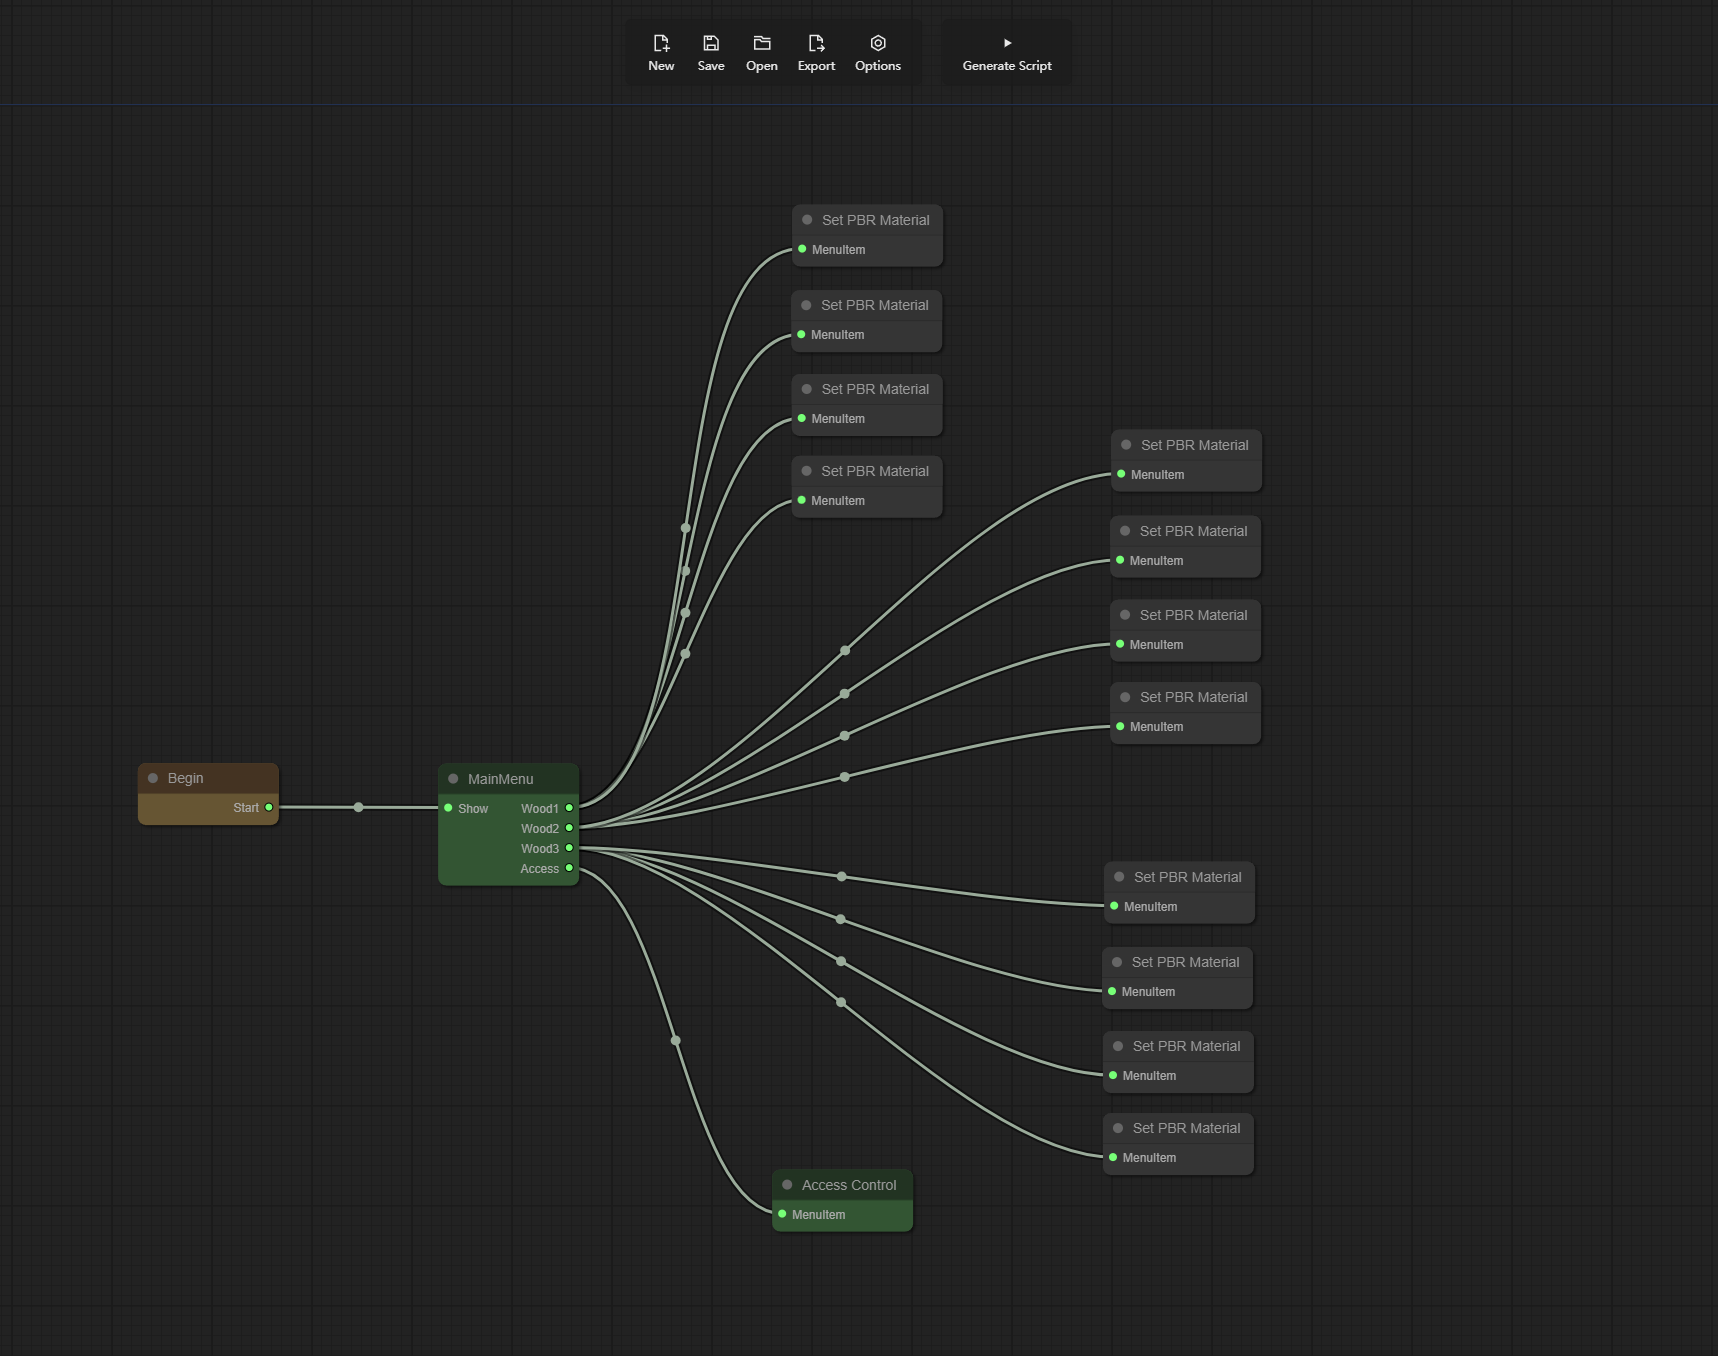 New Save Open Export Options Generate Script
Set PBR Material
MenuItem
Set PBR Material
MenuItem
Set PBR Material
MenuItem
Set PBR Material
MenuItem
Set PBR Material
MenuItem
Set PBR Material
MenuItem
Set PBR Material
MenuItem
Set PBR Material
MenuItem
Begin
Start
MainMenu
Show Wood1
Wood2
Wood3
Access
Set PBR Material
MenuItem
Set PBR Material
MenuItem
Set PBR Material
MenuItem
Set PBR Material
MenuItem
Access Control
MenuItem